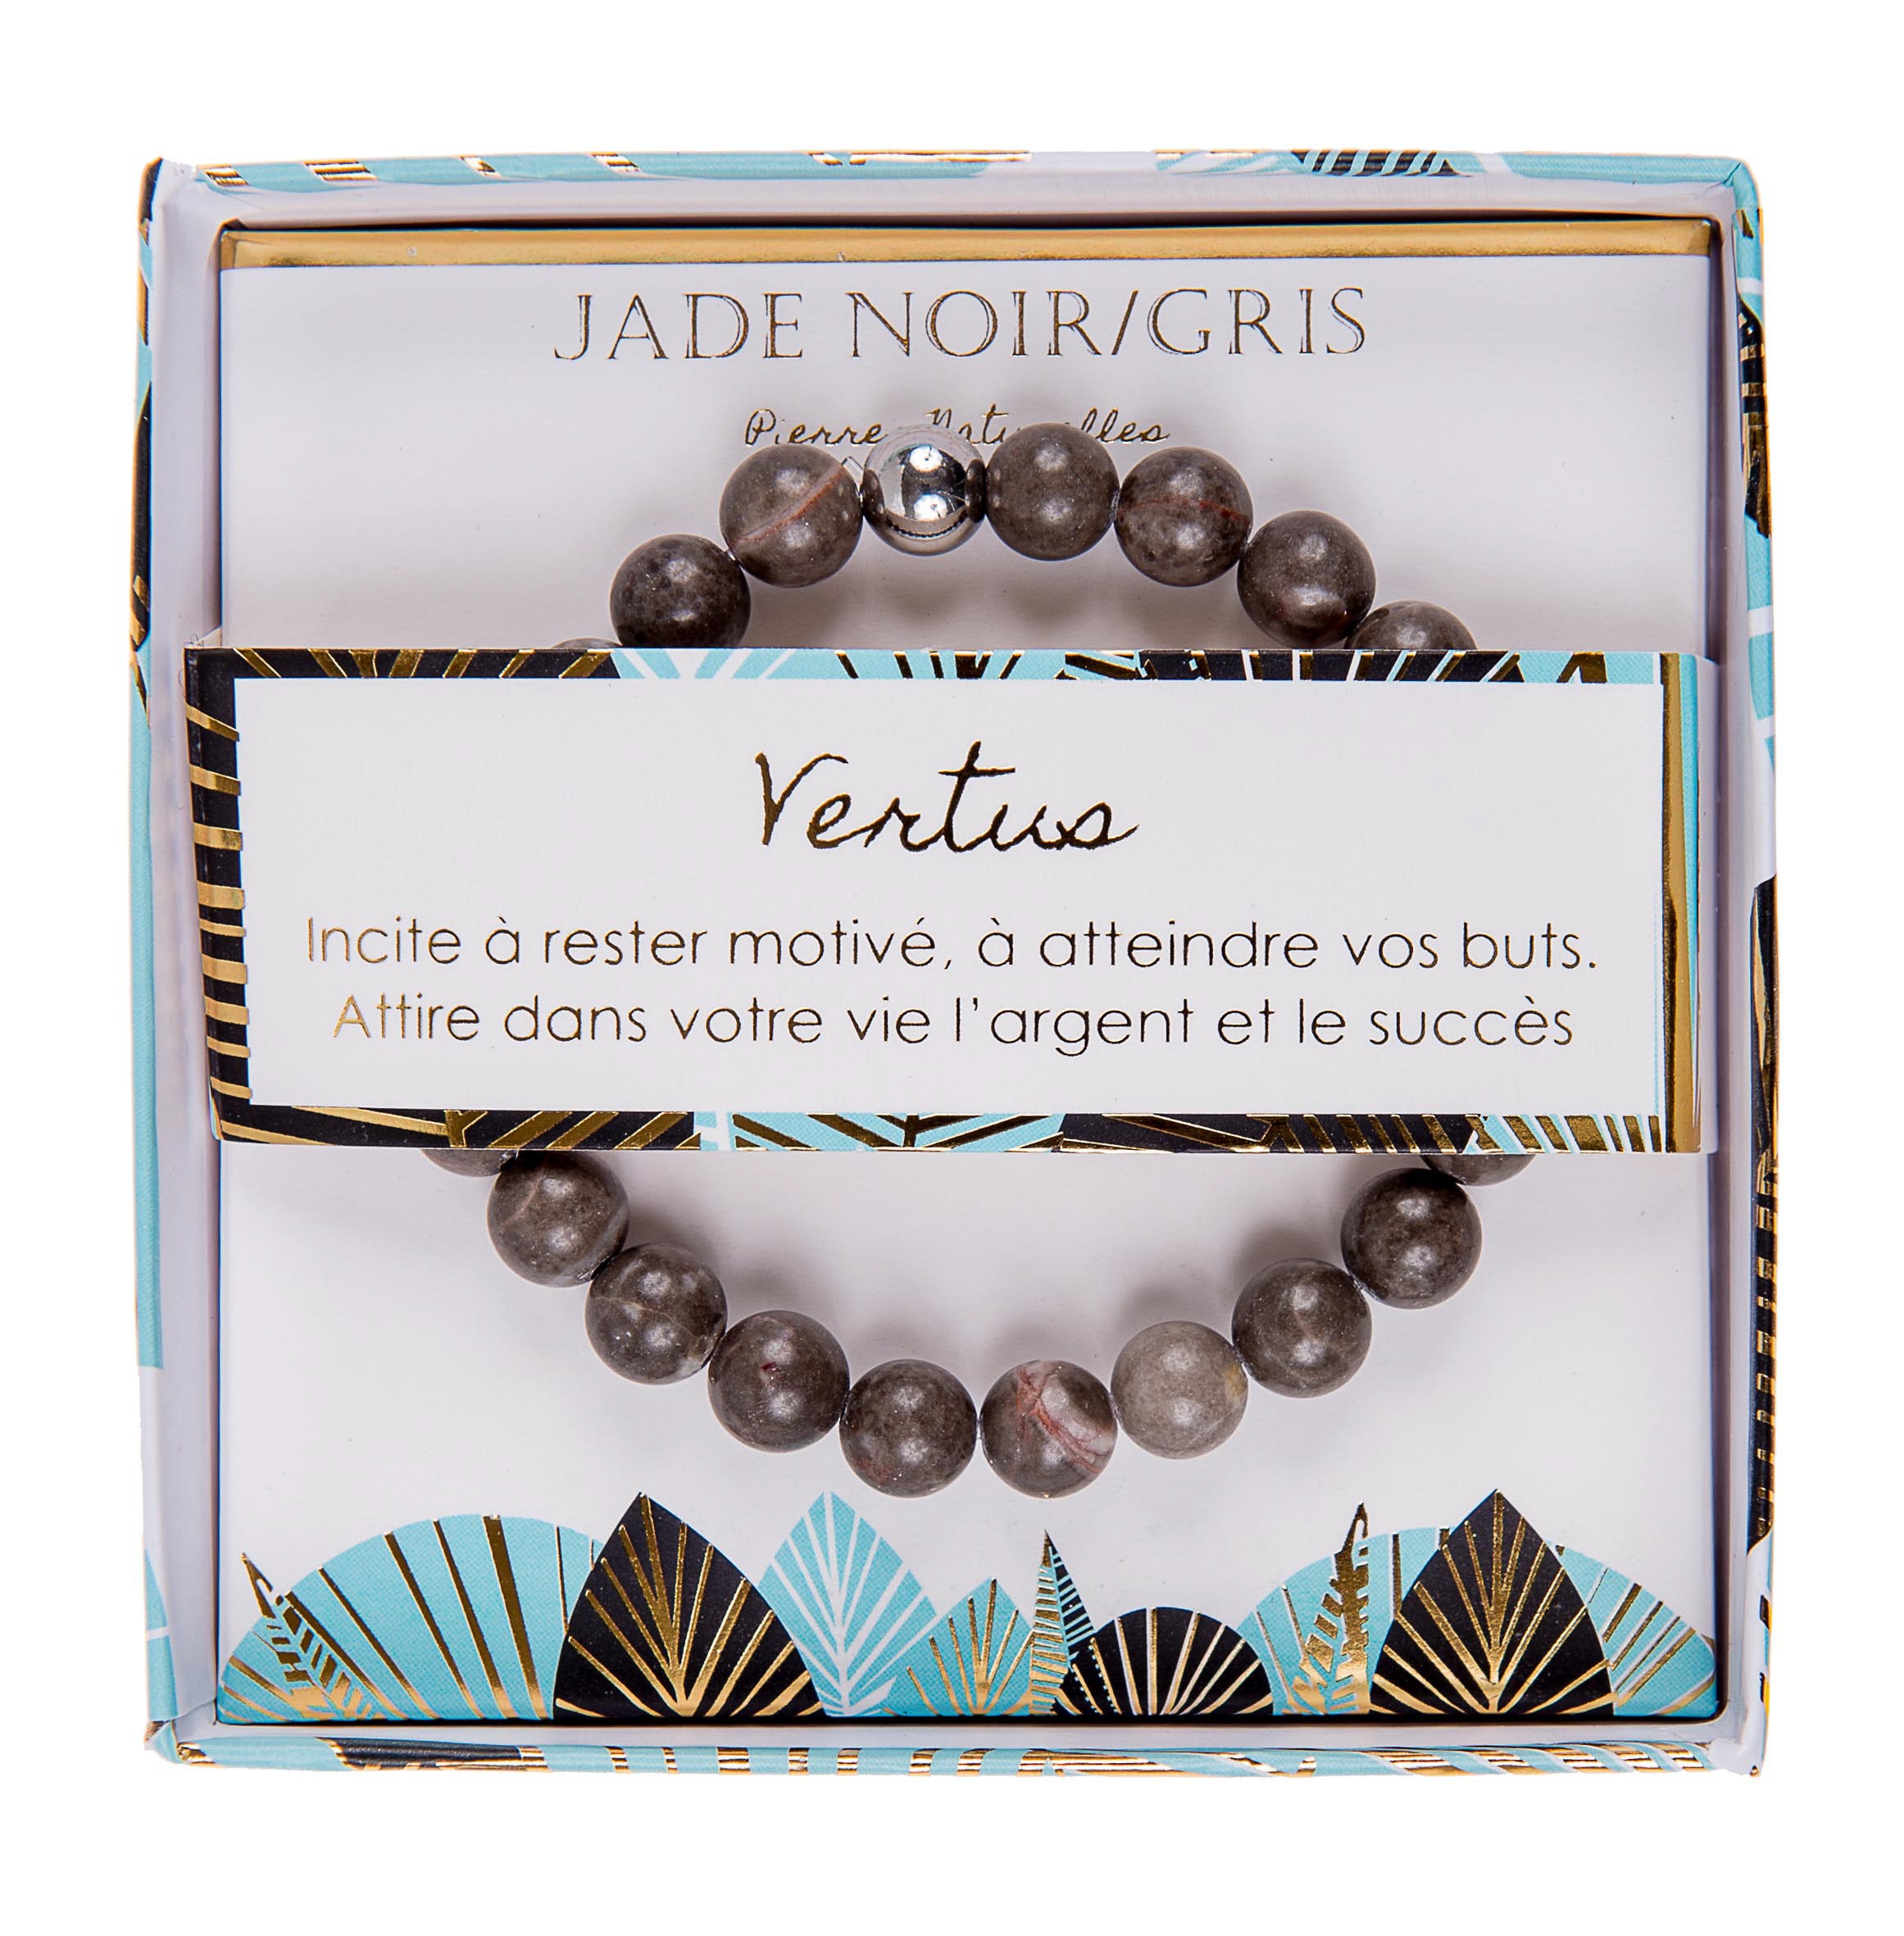 JADE NOIR/GRIS
Vertus
Incite à rester motivé, à atteindre vos buts.
Attire dans votre vie l'argent et le succès